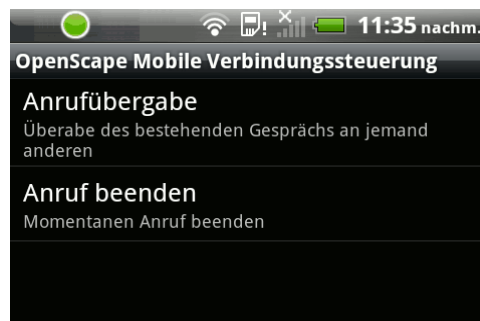 11:35 nachm.
OpenScape Mobile Verbindungssteuerung
Anrufübergabe
Überabe des bestehenden Gesprächs an jemand
anderen
Anruf beenden
Momentanen Anruf beenden